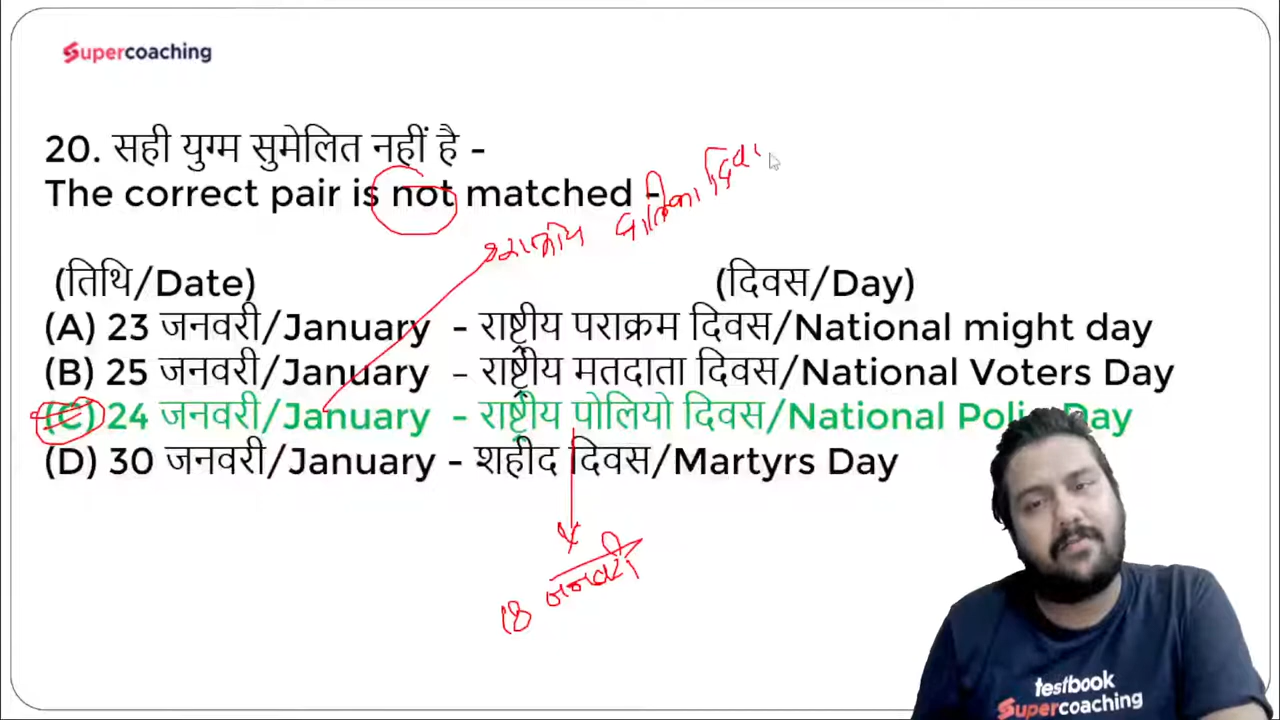 Supercoaching
20. सही युग्म सुमेलित नहीं है -
The correct pair is not matched -
राष्ट्रीय बालिका दिव
(तिथि/Date) (दिवस/Day)
(A) 23 जनवरी/January - राष्ट्रीय पराक्रम दिवस/National might day
(B) 25 जनवरी/January - राष्ट्रीय मतदाता दिवस/National Voters Day
(C) 24 जनवरी/January - राष्ट्रीय पोलियो दिवस/National Polio Day
(D) 30 जनवरी/January - शहीद दिवस/Martyrs Day
जनवरी
testbook
Supercoaching